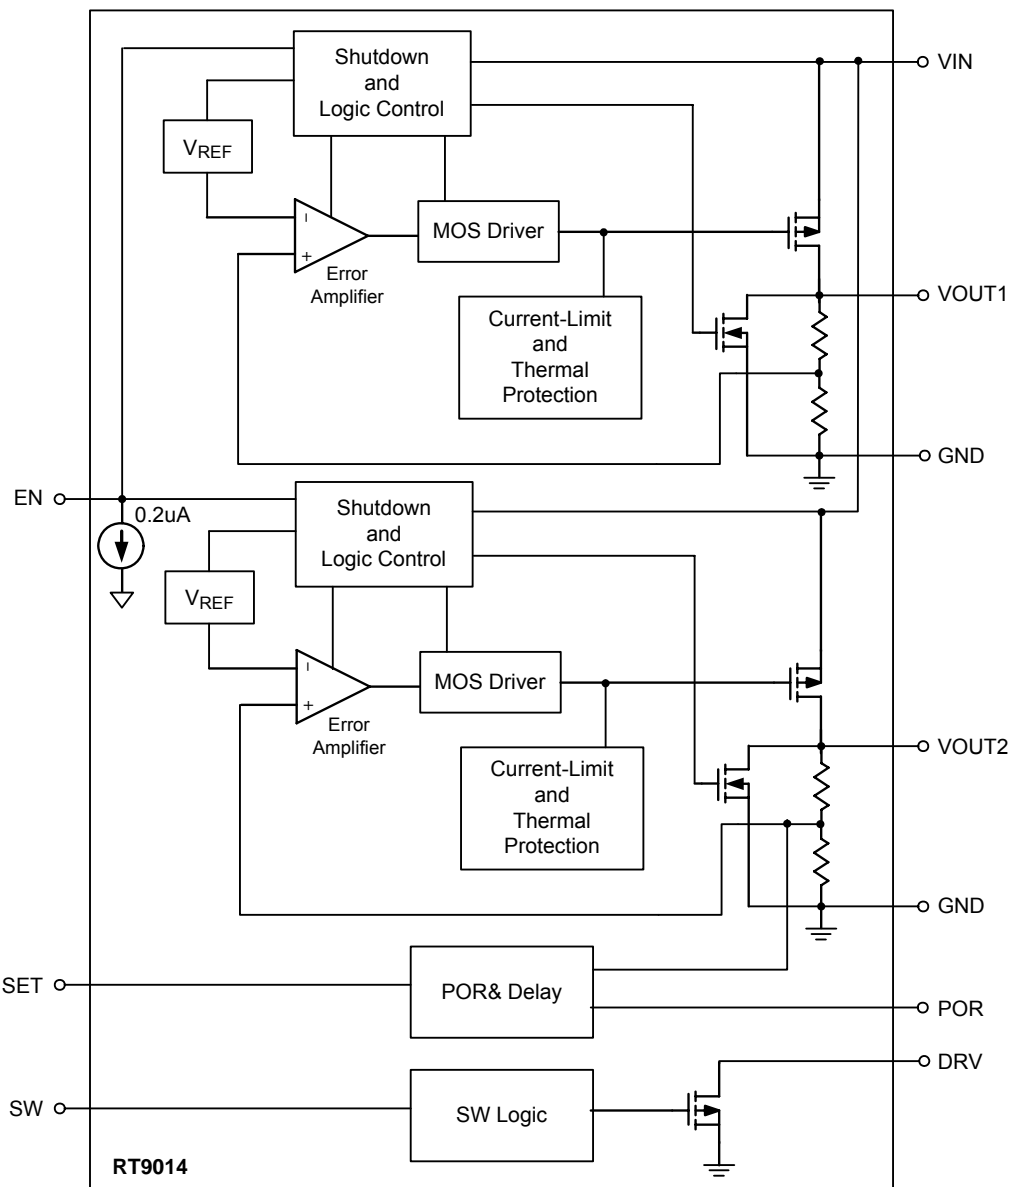 Shutdown
and
Logic Control
VIN
VREF
−
+
MOS Driver
Error
Amplifier
VOUT1
Current-Limit
and
Thermal
Protection
GND
EN
0.2uA
Shutdown
and
Logic Control
VREF
−
+
MOS Driver
Error
Amplifier
VOUT2
Current-Limit
and
Thermal
Protection
GND
SET
POR& Delay
POR
DRV
SW
SW Logic
RT9014